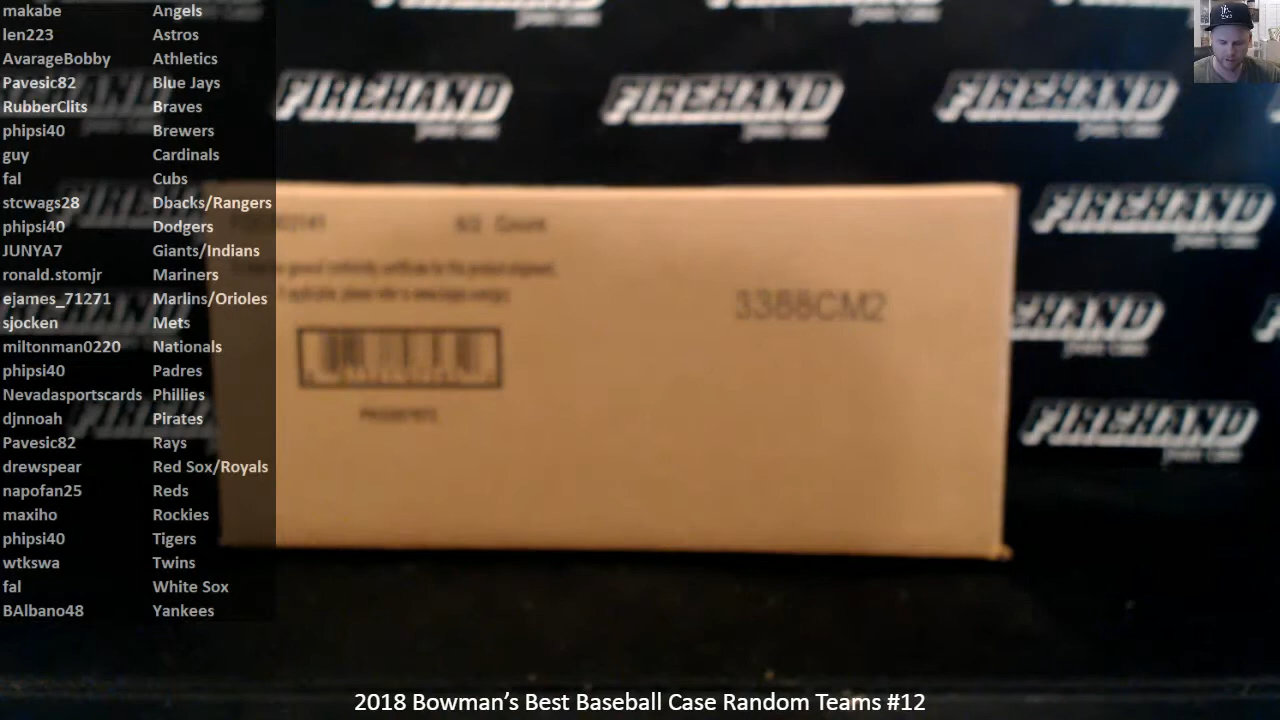 makabe Angels
len223 Astros
AvarageBobby Athletics
Pavesic82 Blue Jays
RubberClits Braves
phipsi40 Brewers
guy Cardinals
fal Cubs
stcwags28 Dbacks/Rangers
phipsi40 Dodgers
JUNYA7 Giants/Indians
ronald.stomjr Mariners
ejames_71271 Marlins/Orioles
sjocken Mets
miltonman0220 Nationals
phipsi40 Padres
Nevadasportscards Phillies
djnnoah Pirates
Pavesic82 Rays
drewspear Red Sox/Royals
napofan25 Reds
maxiho Rockies
phipsi40 Tigers
wtkswa Twins
fal White Sox
BAlbano48 Yankees
FIREHAND
FIREHAND
FIREHAND
FIREHAND
FIREHAND
Count
3388CM2
2018 Bowman's Best Baseball Case Random Teams #12